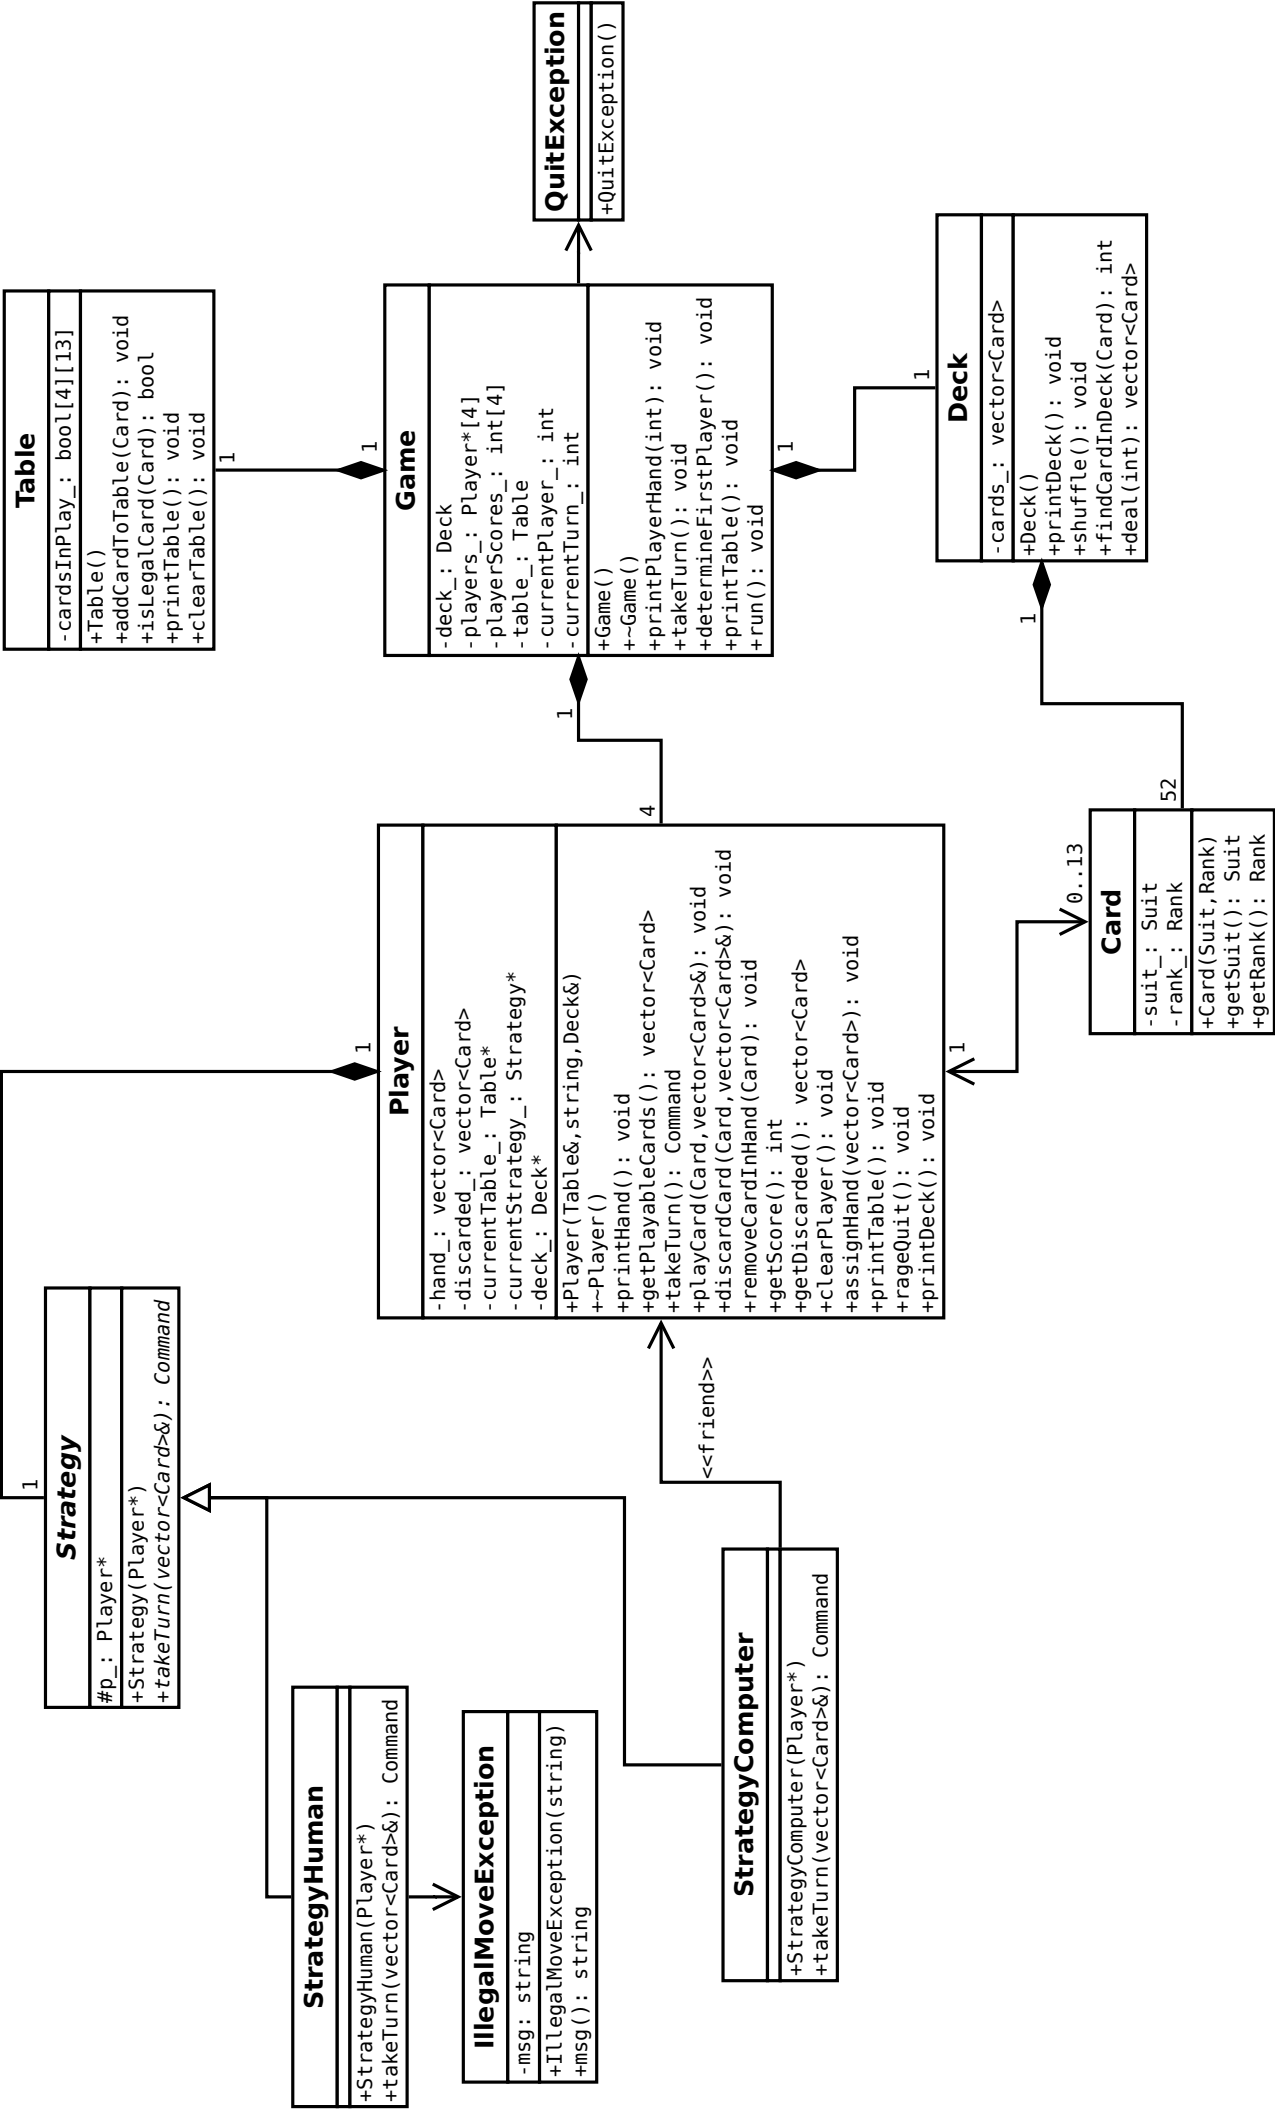 Strategy
#p_: Player*
+Strategy(Player*)
+takeTurn(vector<Card>&): Command
1
1
StrategyHuman
+StrategyHuman(Player*)
+takeTurn(vector<Card>&): Command
IllegalMoveException
-msg: string
+IllegalMoveException(string)
+msg(): string
StrategyComputer
+StrategyComputer(Player*)
+takeTurn(vector<Card>&): Command
<<friend>>
Player
-hand_: vector<Card>
-discarded_: vector<Card>
-currentTable_: Table*
-currentStrategy_: Strategy*
-deck_: Deck*
+Player(Table&,string,Deck&)
+~Player()
+printHand(): void
+getPlayableCards(): vector<Card>
+takeTurn(): Command
+playCard(Card,vector<Card>&): void
+discardCard(Card,vector<Card>&): void
+removeCardInHand(Card): void
+getScore(): int
+getDiscarded(): vector<Card>
+clearPlayer(): void
+assignHand(vector<Card>): void
+printTable(): void
+rageQuit(): void
+printDeck(): void
1
0..13
4
1
Card
-suit_: Suit
-rank_: Rank
+Card(Suit,Rank)
+getSuit(): Suit
+getRank(): Rank
52
1
Table
-cardsInPlay_: bool[4][13]
+Table()
+addCardToTable(Card): void
+isLegalCard(Card): bool
+printTable(): void
+clearTable(): void
1
1
Game
-deck_: Deck
-players_: Player*[4]
-playerScores_: int[4]
-table_: Table
-currentPlayer_: int
-currentTurn_: int
+Game()
+~Game()
+printPlayerHand(int): void
+takeTurn(): void
+determineFirstPlayer(): void
+printTable(): void
+run(): void
1
1
Deck
-cards_: vector<Card>
+Deck()
+printDeck(): void
+shuffle(): void
+findCardInDeck(Card): int
+deal(int): vector<Card>
QuitException
+QuitException()